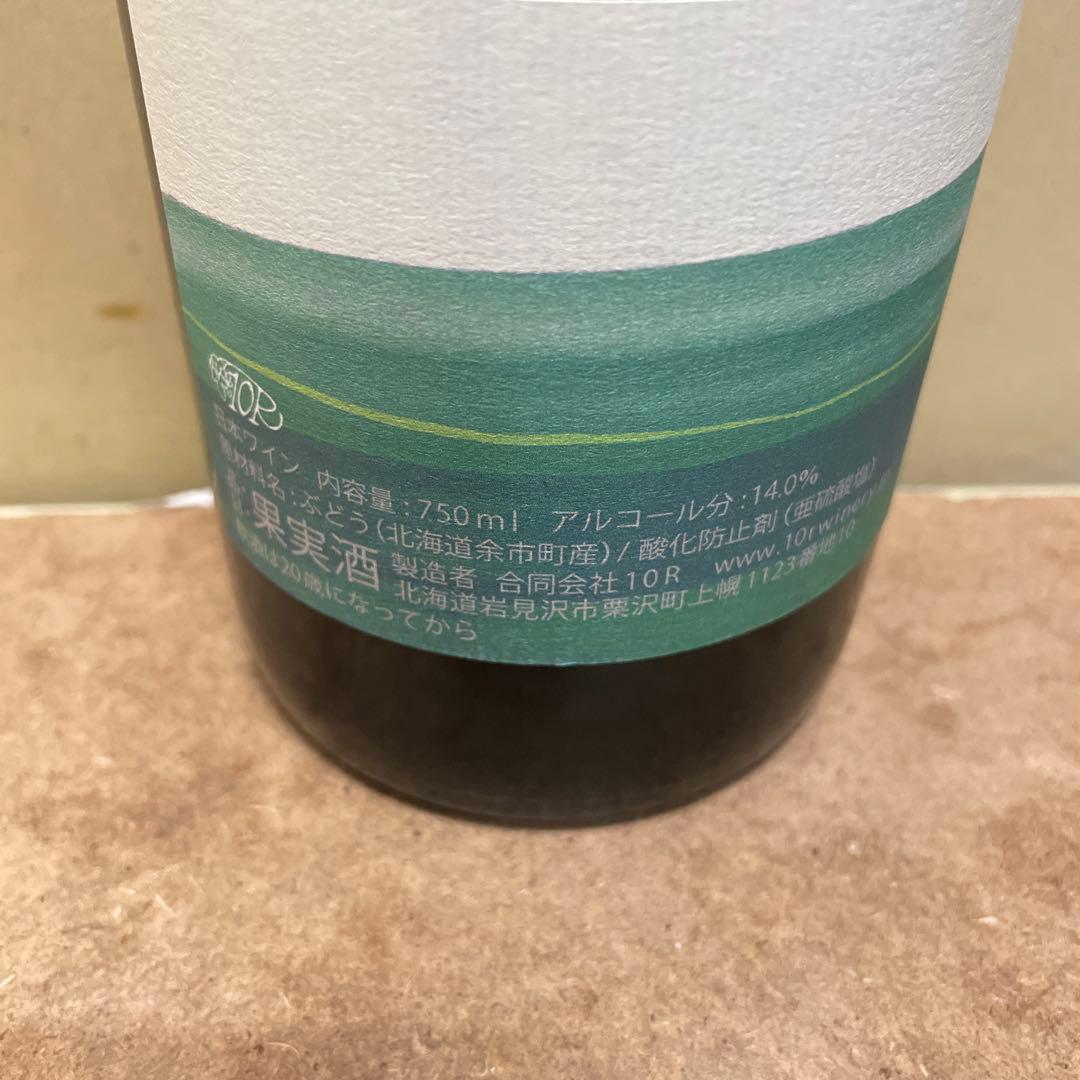 10R
日本ワイン 内容量:750ml アルコール分:14.0%
原材料名:ぶどう(北海道余市町産)/酸化防止剤(亜硫酸塩)
果実酒 製造者 合同会社10R www.10rwinery.
北海道岩見沢市栗沢町上幌1123番地10
は20歳になってから